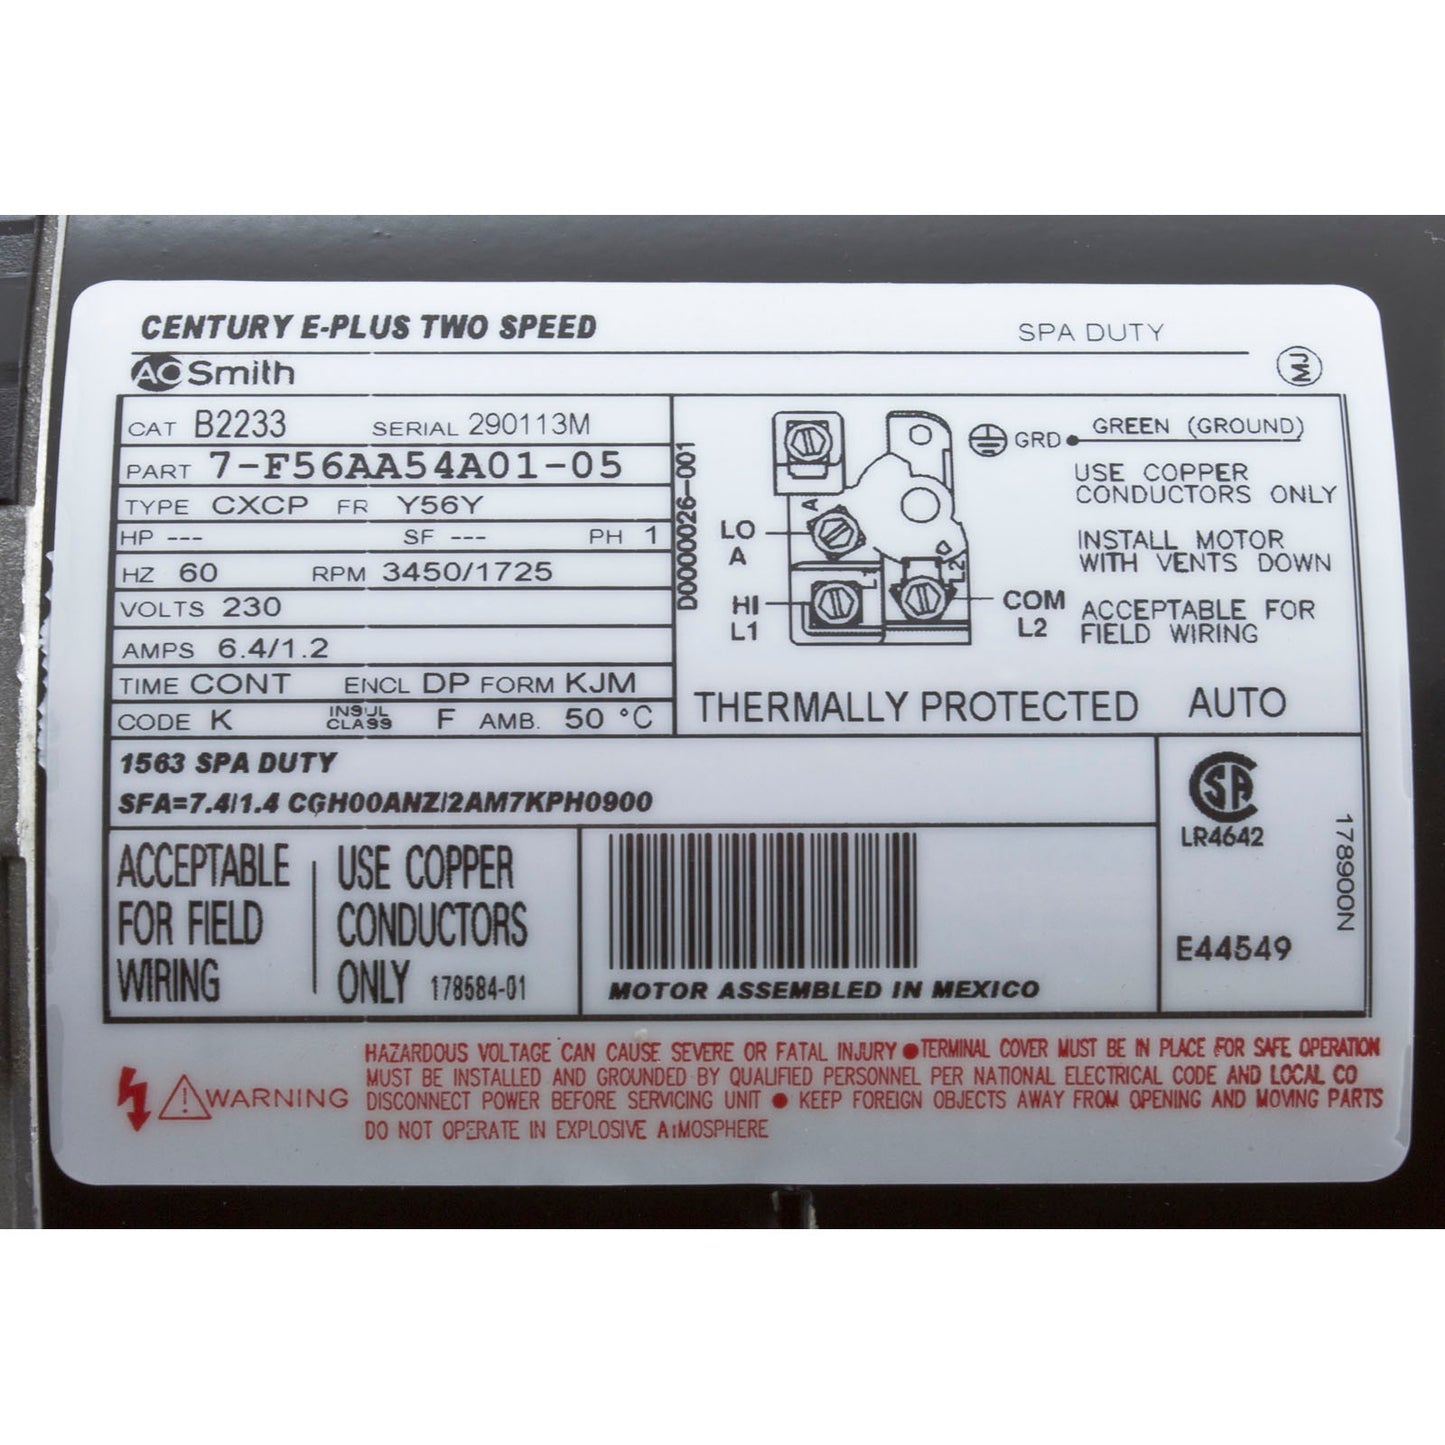 CENTURY E-PLUS TWO SPEED
SPA DUTY
AO Smith
MJ
CAT B2233 SERIAL 290113M
PART 7-F56AA54A01-05
TYPE CXCP FR Y56Y
HP --- SF --- PH 1
HZ 60 RPM 3450/1725
VOLTS 230
AMPS 6.4/1.2
TIME CONT ENCL DP FORM KJM
CODE K INSUL CLASS F AMB. 50 °C
D0000026-001
A
LO
A
HI
L1
L1
L2
COM
L2
GRD
GREEN (GROUND)
USE COPPER
CONDUCTORS ONLY
INSTALL MOTOR
WITH VENTS DOWN
ACCEPTABLE FOR
FIELD WIRING
THERMALLY PROTECTED AUTO
1563 SPA DUTY
SFA=7.4/1.4 CGH00ANZ/2AM7KPH0900
ACCEPTABLE
FOR FIELD
WIRING
USE COPPER
CONDUCTORS
ONLY 178584-01
MOTOR ASSEMBLED IN MEXICO
SA
LR4642
E44549
178900N
WARNING
HAZARDOUS VOLTAGE CAN CAUSE SEVERE OR FATAL INJURY ● TERMINAL COVER MUST BE IN PLACE FOR SAFE OPERATION
MUST BE INSTALLED AND GROUNDED BY QUALIFIED PERSONNEL PER NATIONAL ELECTRICAL CODE AND LOCAL CO
DISCONNECT POWER BEFORE SERVICING UNIT ● KEEP FOREIGN OBJECTS AWAY FROM OPENING AND MOVING PARTS
DO NOT OPERATE IN EXPLOSIVE ATMOSPHERE